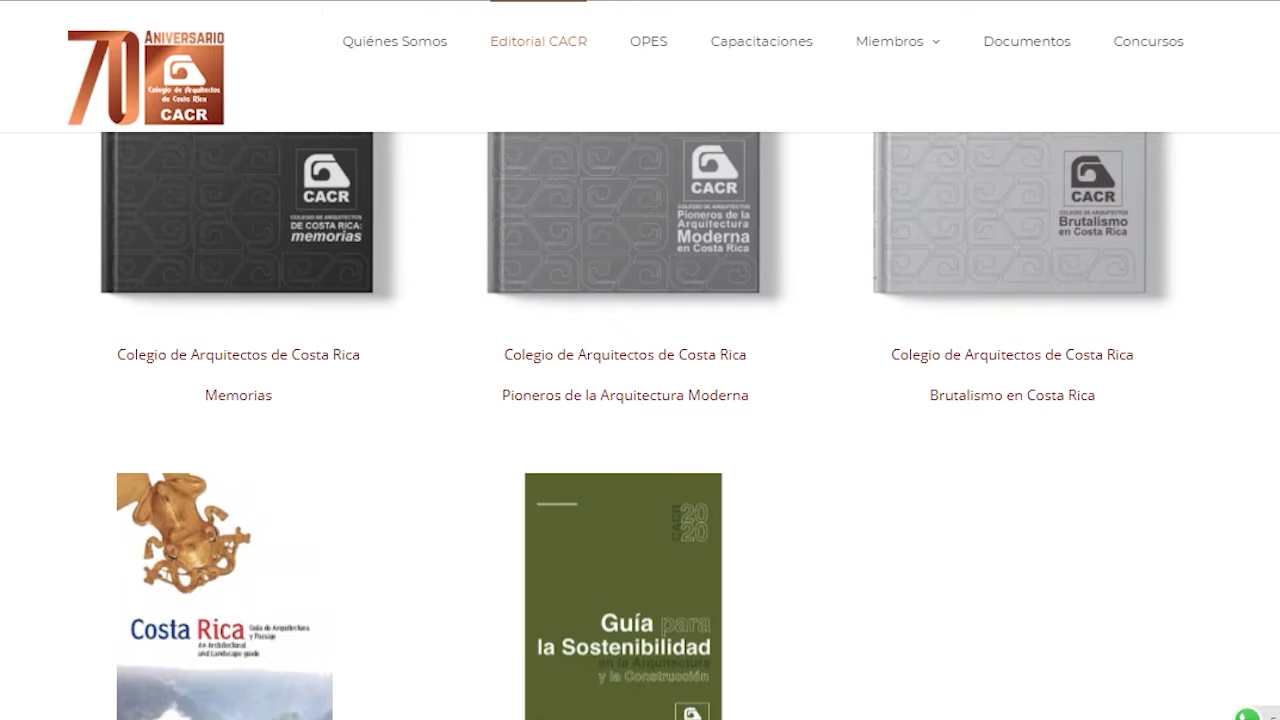 70 ANIVERSARIO
Colegio de Arquitectos
de Costa Rica
CACR
Quiénes Somos
Editorial CACR
OPES
Capacitaciones
Miembros
Documentos
Concursos
CACR
COLEGIO DE ARQUITECTOS
DE COSTA RICA:
memorias
CACR
COLEGIO DE ARQUITECTOS
Pioneros de la
Arquitectura
Moderna
en Costa Rica
CACR
COLEGIO DE ARQUITECTOS
Brutalismo
en Costa Rica
Colegio de Arquitectos de Costa Rica
Colegio de Arquitectos de Costa Rica
Colegio de Arquitectos de Costa Rica
Memorias
Pioneros de la Arquitectura Moderna
Brutalismo en Costa Rica
Costa Rica
Guía de Arquitectura
y Paisaje
An Architectural
and Landscape guide
CACR
20
20
Guía para
la Sostenibilidad
en la Arquitectura
y la Construcción